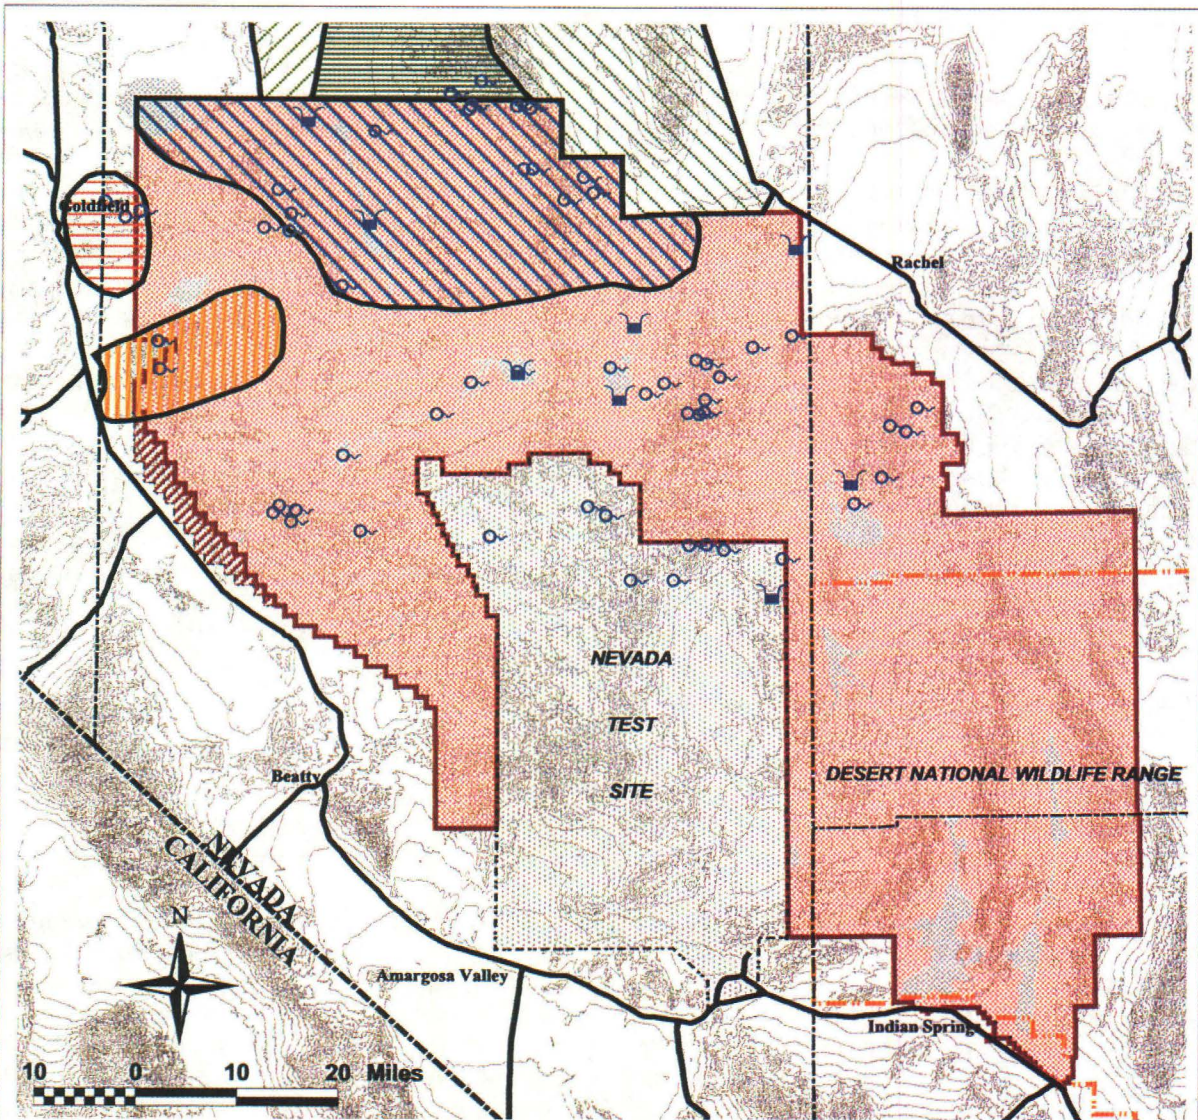 Goldfield
Rachel
NEVADA
TEST
SITE
DESERT NATIONAL WILDLIFE RANGE
Beatty
NEVADA
CALIFORNIA
N
Amargosa Valley
Indian Springs
10 0 10 20 Miles